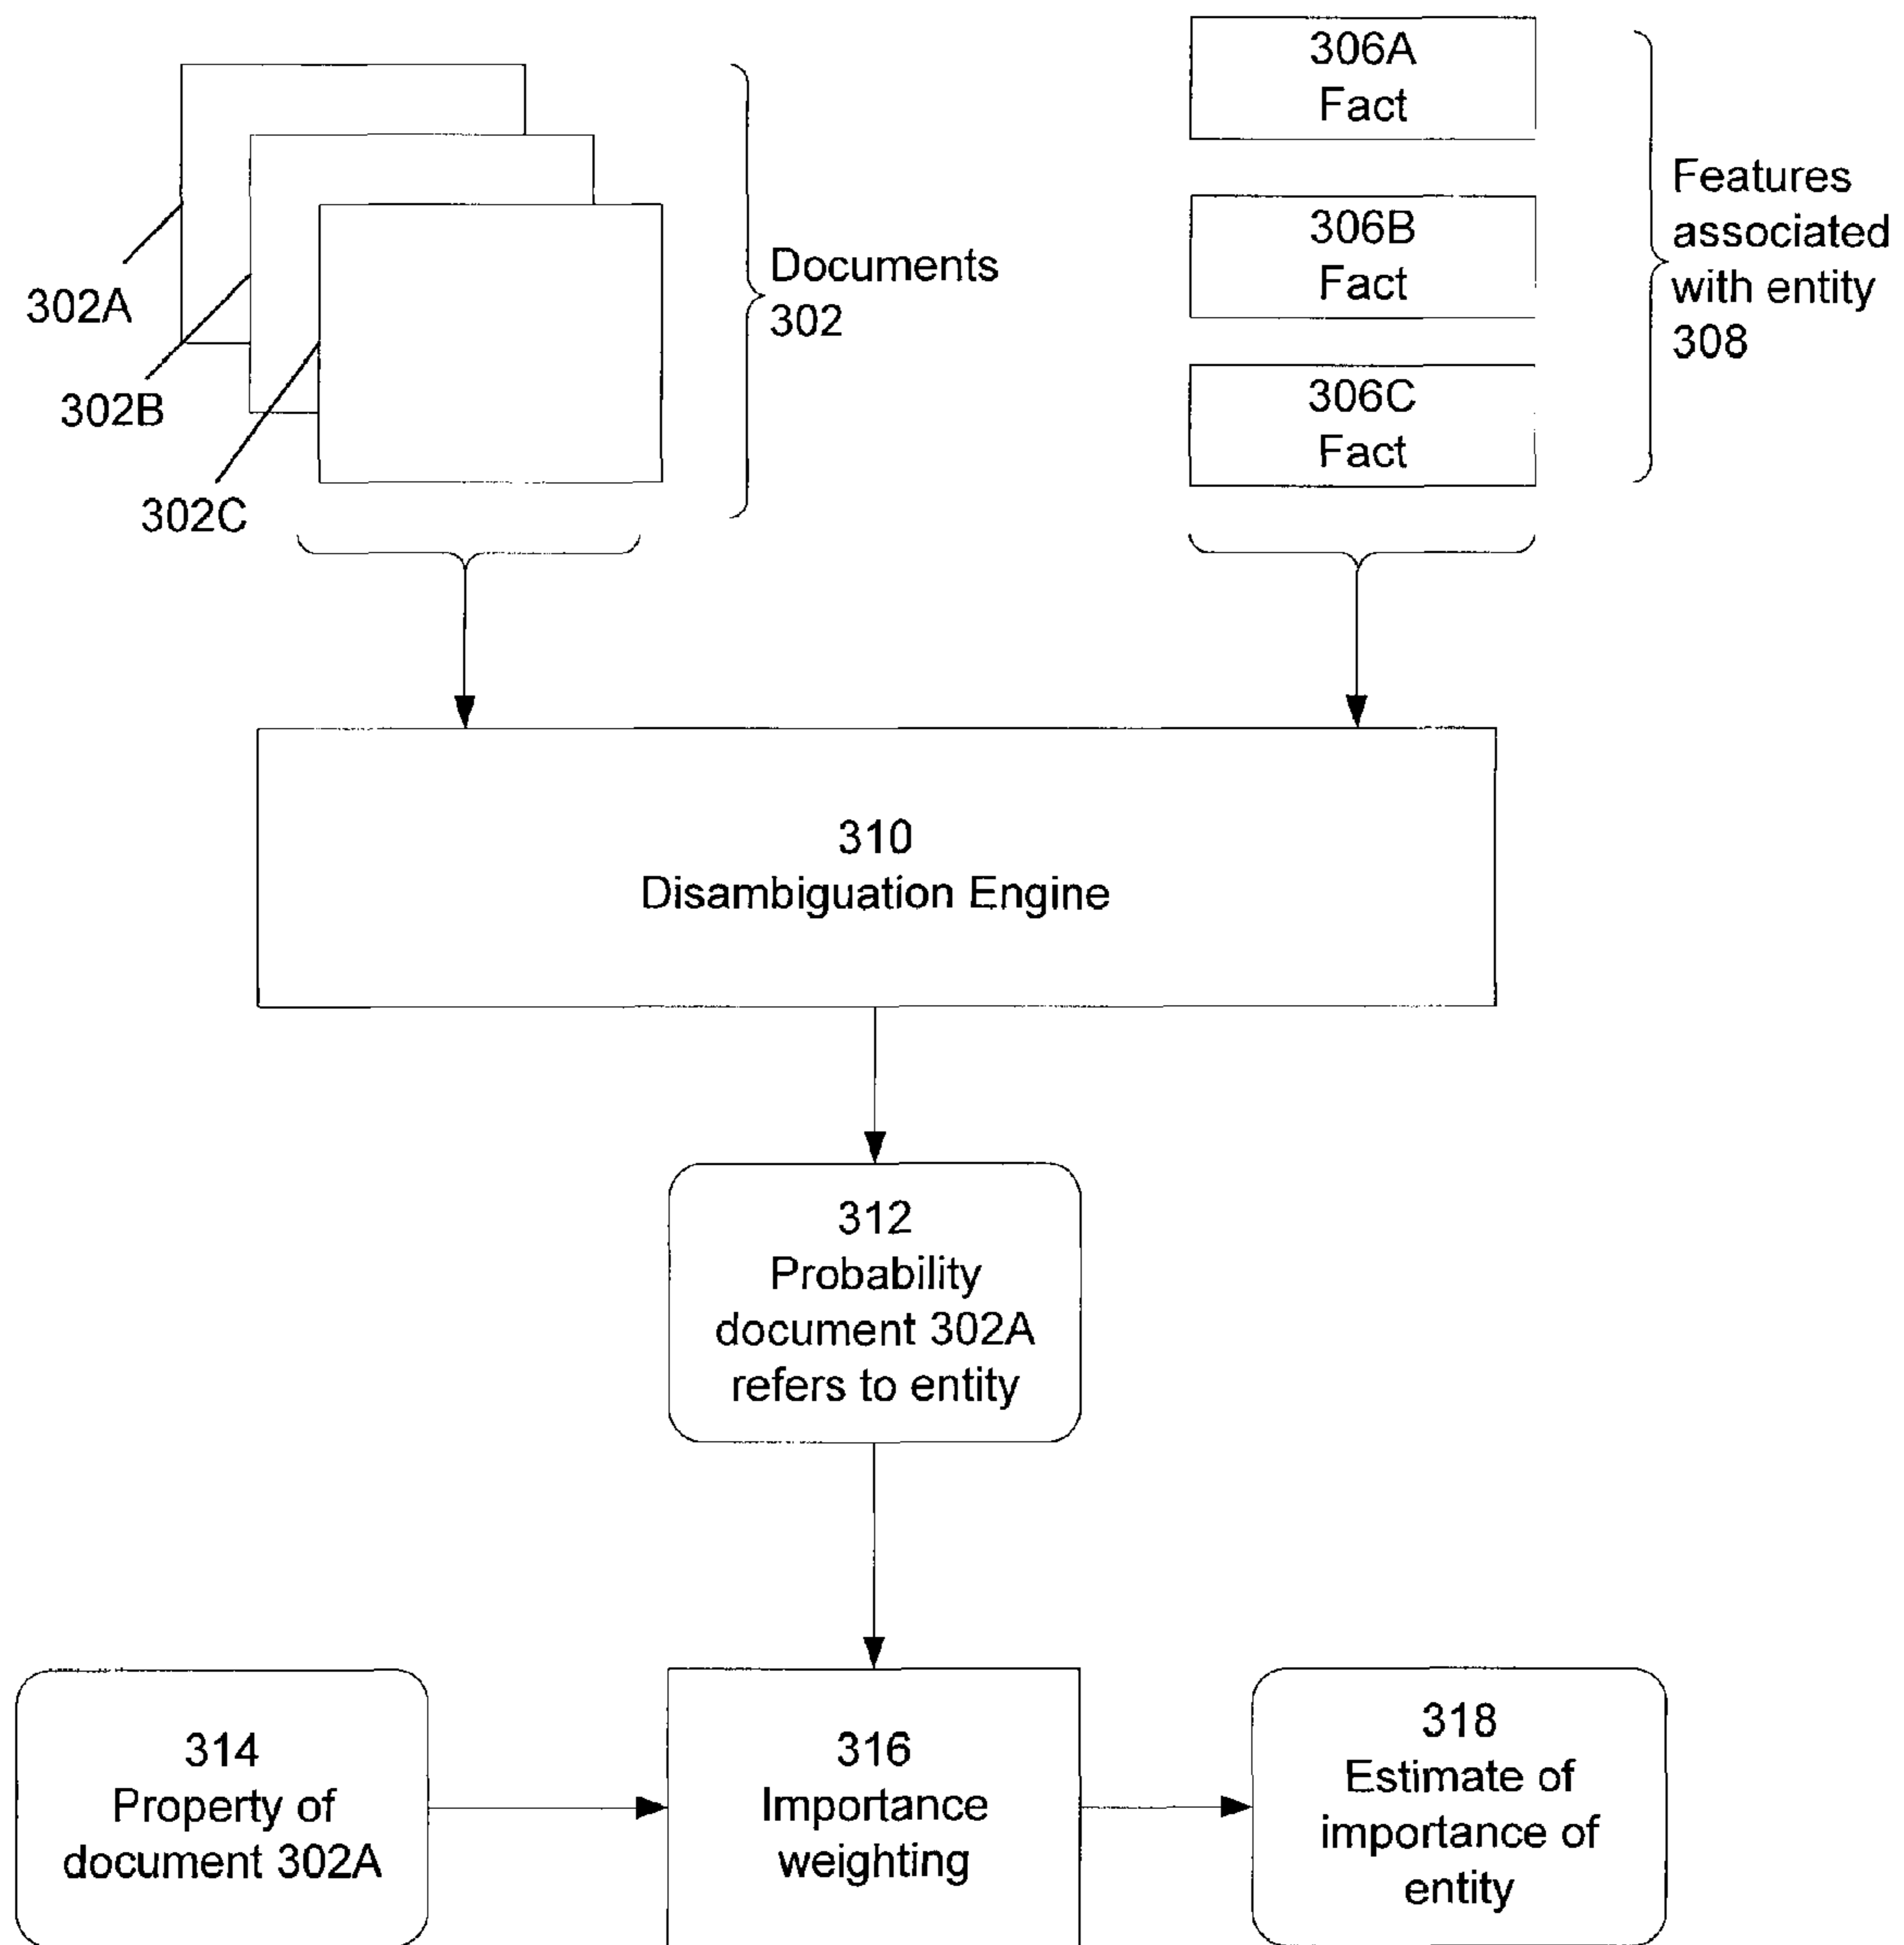 302A
302B
302C
Documents
302
306A
Fact
306B
Fact
306C
Fact
Features
associated
with entity
308
310
Disambiguation Engine
312
Probability
document 302A
refers to entity
314
Property of
document 302A
316
Importance
weighting
318
Estimate of
importance of
entity